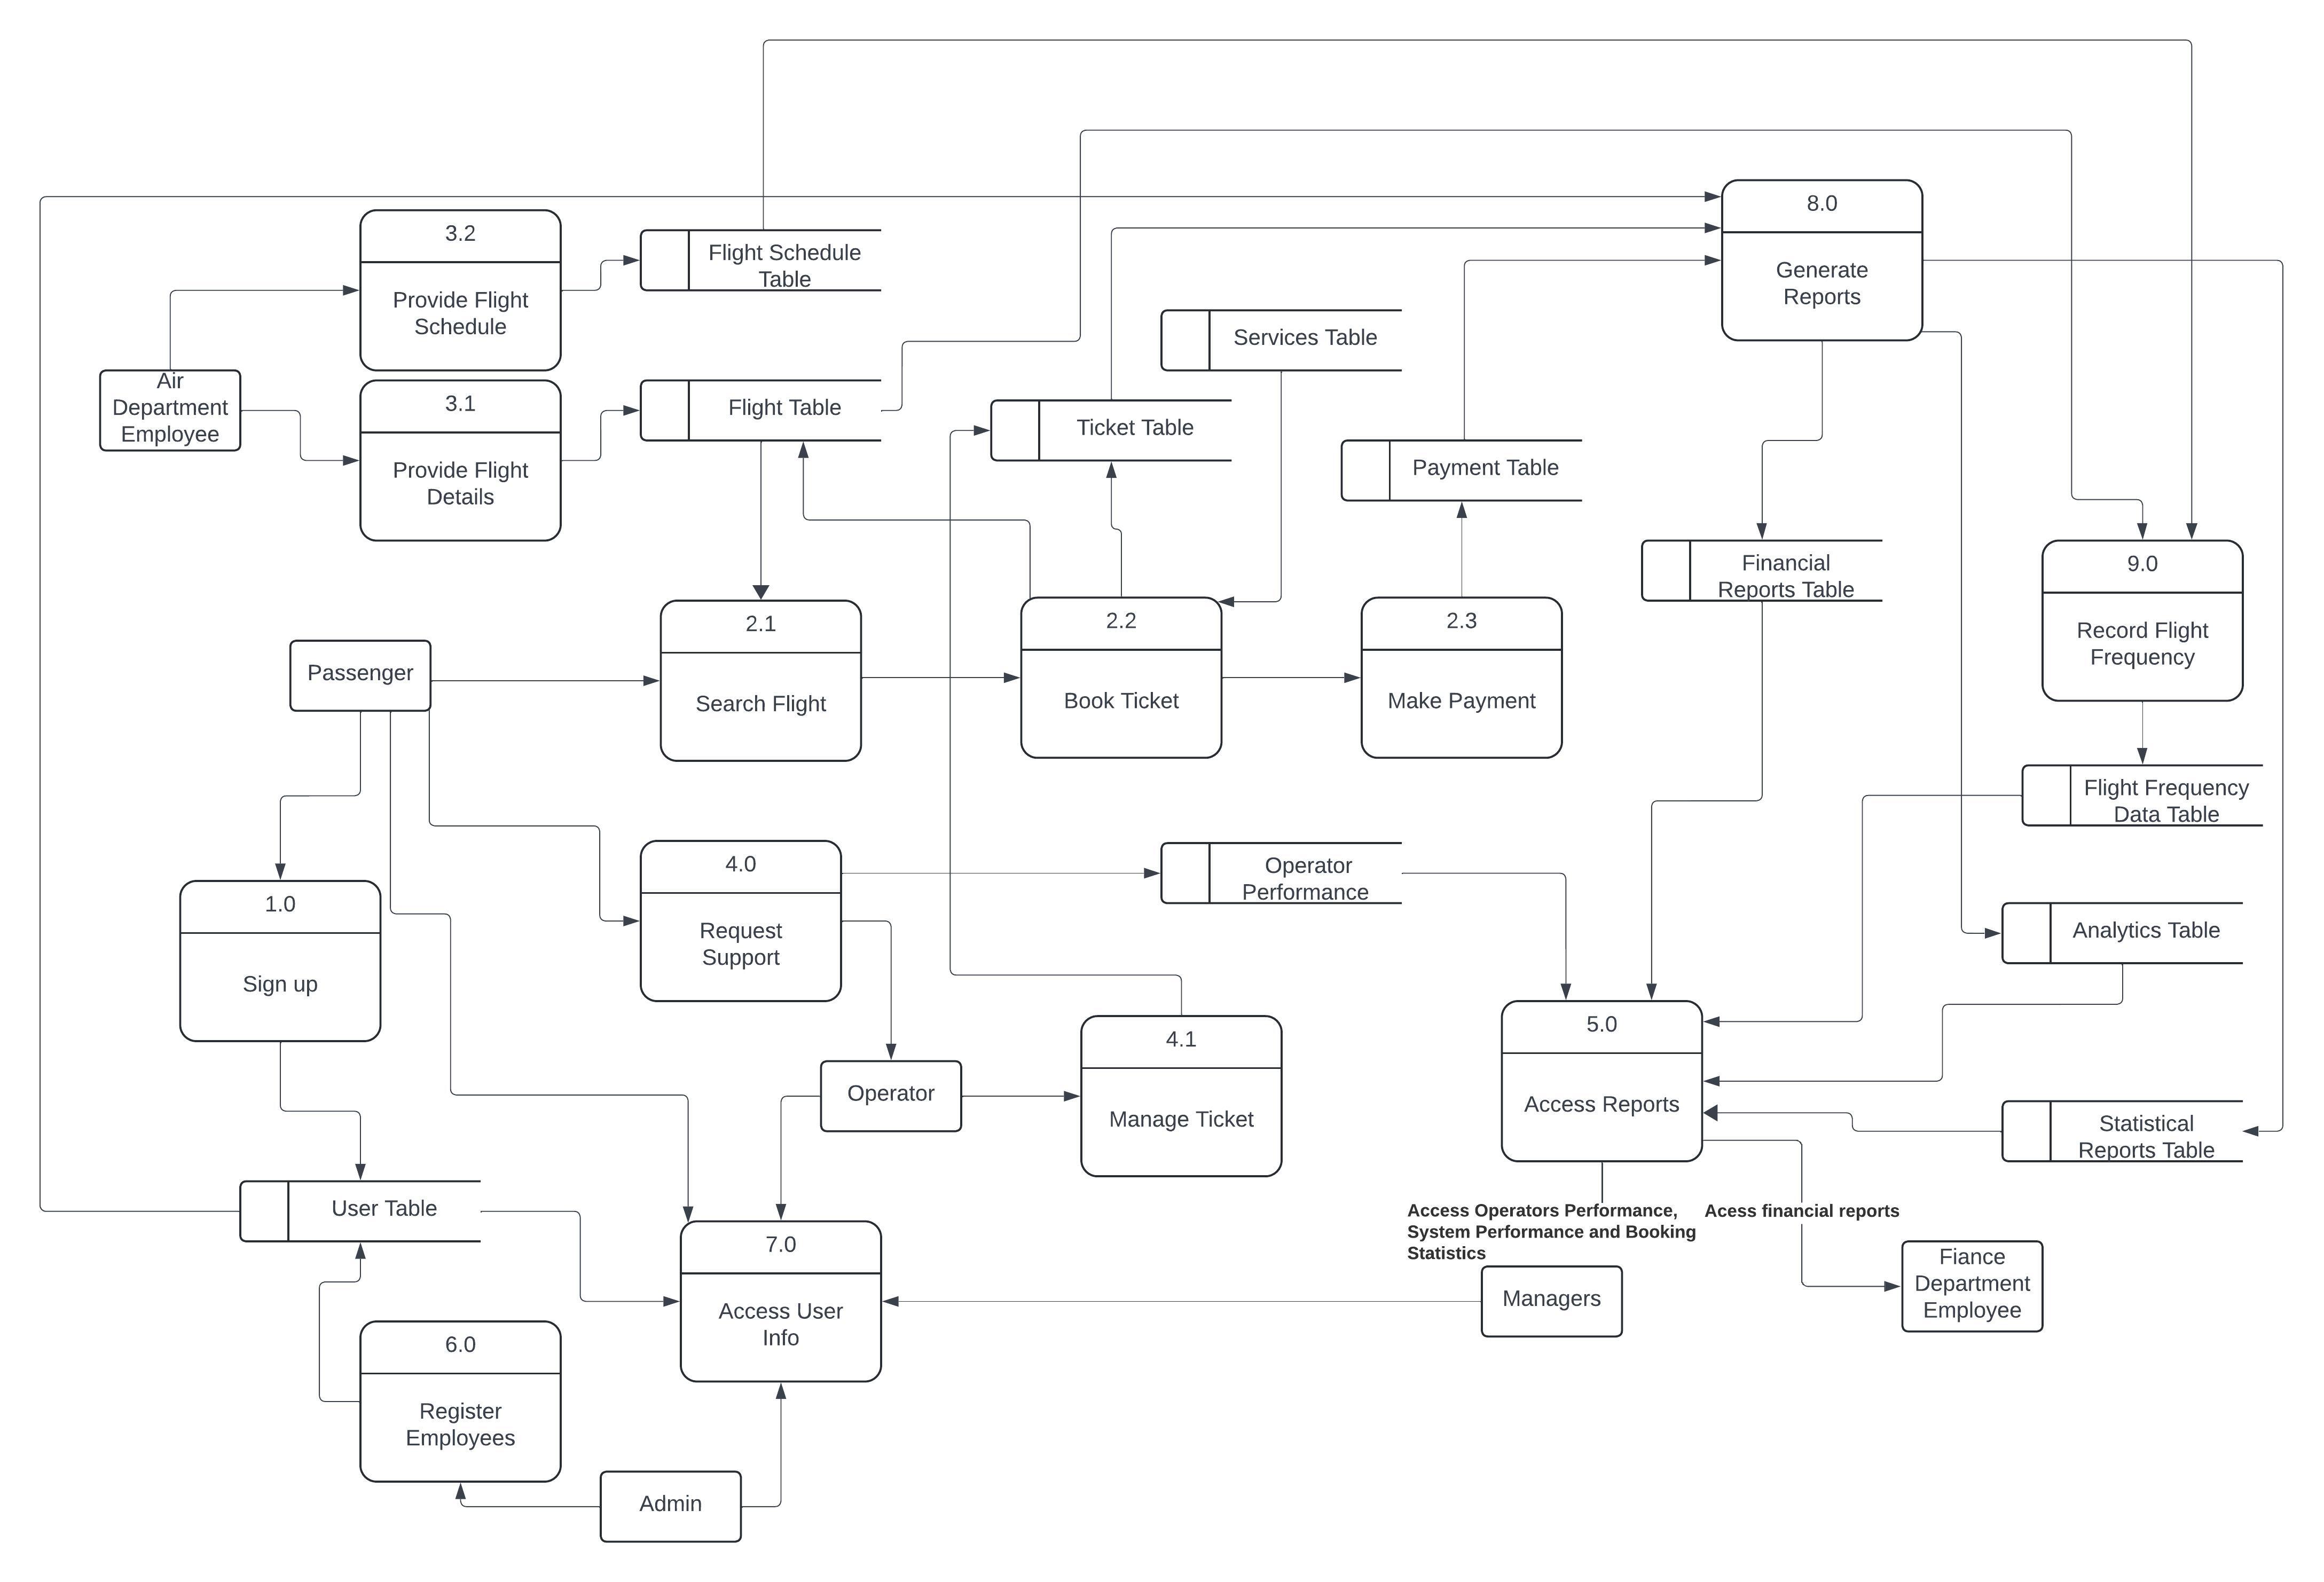 8.0
Generate
Reports
3.2
Provide Flight
Schedule
Flight Schedule
Table
Services Table
Air
Department
Employee
3.1
Provide Flight
Details
Flight Table
Ticket Table
Payment Table
Financial
Reports Table
9.0
Record Flight
Frequency
Passenger
2.1
Search Flight
2.2
Book Ticket
2.3
Make Payment
Flight Frequency
Data Table
4.0
Request
Support
Operator
Performance
1.0
Sign up
Analytics Table
Operator
4.1
Manage Ticket
5.0
Access Reports
Statistical
Reports Table
User Table
Access Operators Performance,
System Performance and Booking
Statistics
Acess financial reports
7.0
Access User
Info
Managers
Fiance
Department
Employee
6.0
Register
Employees
Admin